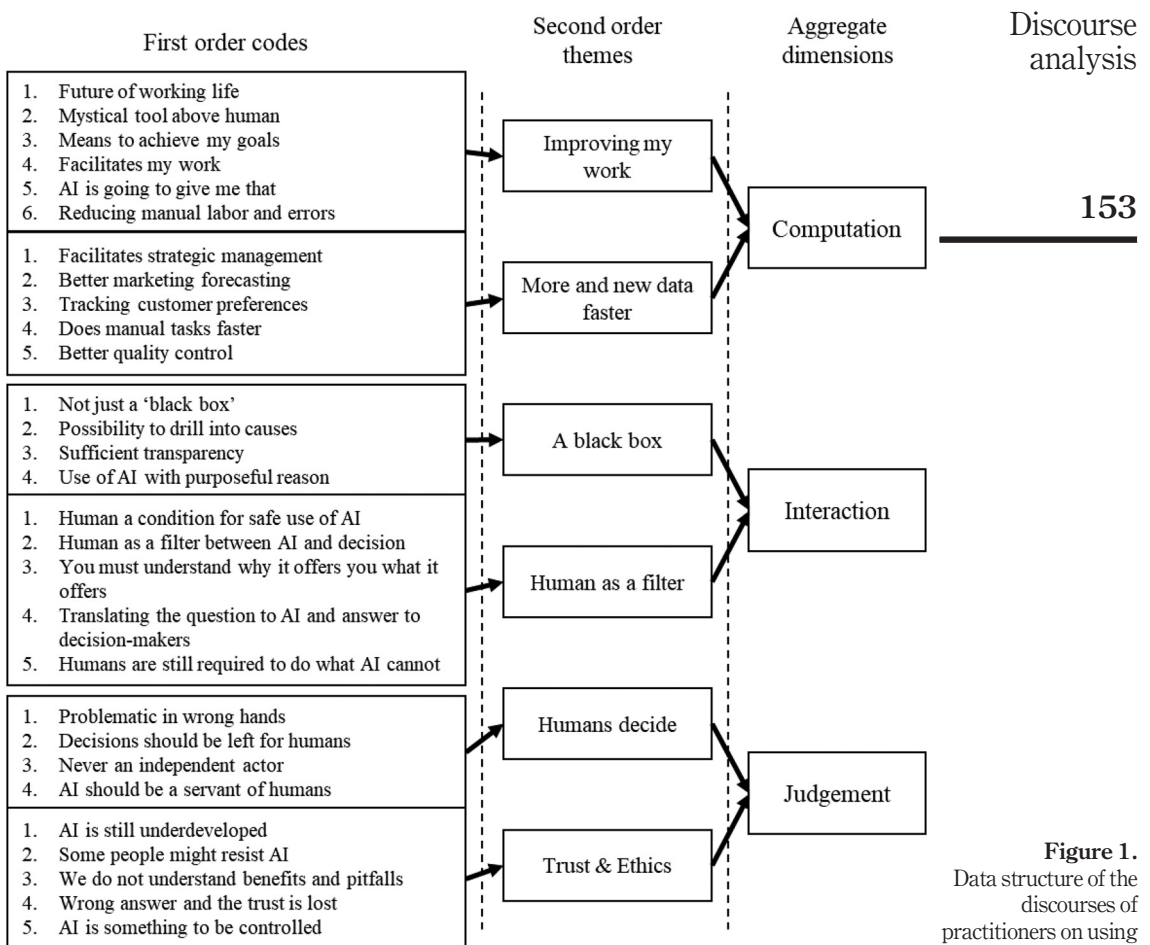 First order codes
Second order
themes
Aggregate
dimensions
Discourse
analysis
153
1. Future of working life
2. Mystical tool above human
3. Means to achieve my goals
4. Facilitates my work
5. AI is going to give me that
6. Reducing manual labor and errors
Improving my
work
1. Facilitates strategic management
2. Better marketing forecasting
3. Tracking customer preferences
4. Does manual tasks faster
5. Better quality control
More and new data
faster
Computation
1. Not just a ‘black box’
2. Possibility to drill into causes
3. Sufficient transparency
4. Use of AI with purposeful reason
A black box
1. Human a condition for safe use of AI
2. Human as a filter between AI and decision
3. You must understand why it offers you what it
offers
4. Translating the question to AI and answer to
decision-makers
5. Humans are still required to do what AI cannot
Human as a filter
Interaction
1. Problematic in wrong hands
2. Decisions should be left for humans
3. Never an independent actor
4. AI should be a servant of humans
Humans decide
1. AI is still underdeveloped
2. Some people might resist AI
3. We do not understand benefits and pitfalls
4. Wrong answer and the trust is lost
5. AI is something to be controlled
Trust & Ethics
Judgement
Figure 1.
Data structure of the
discourses of
practitioners on using